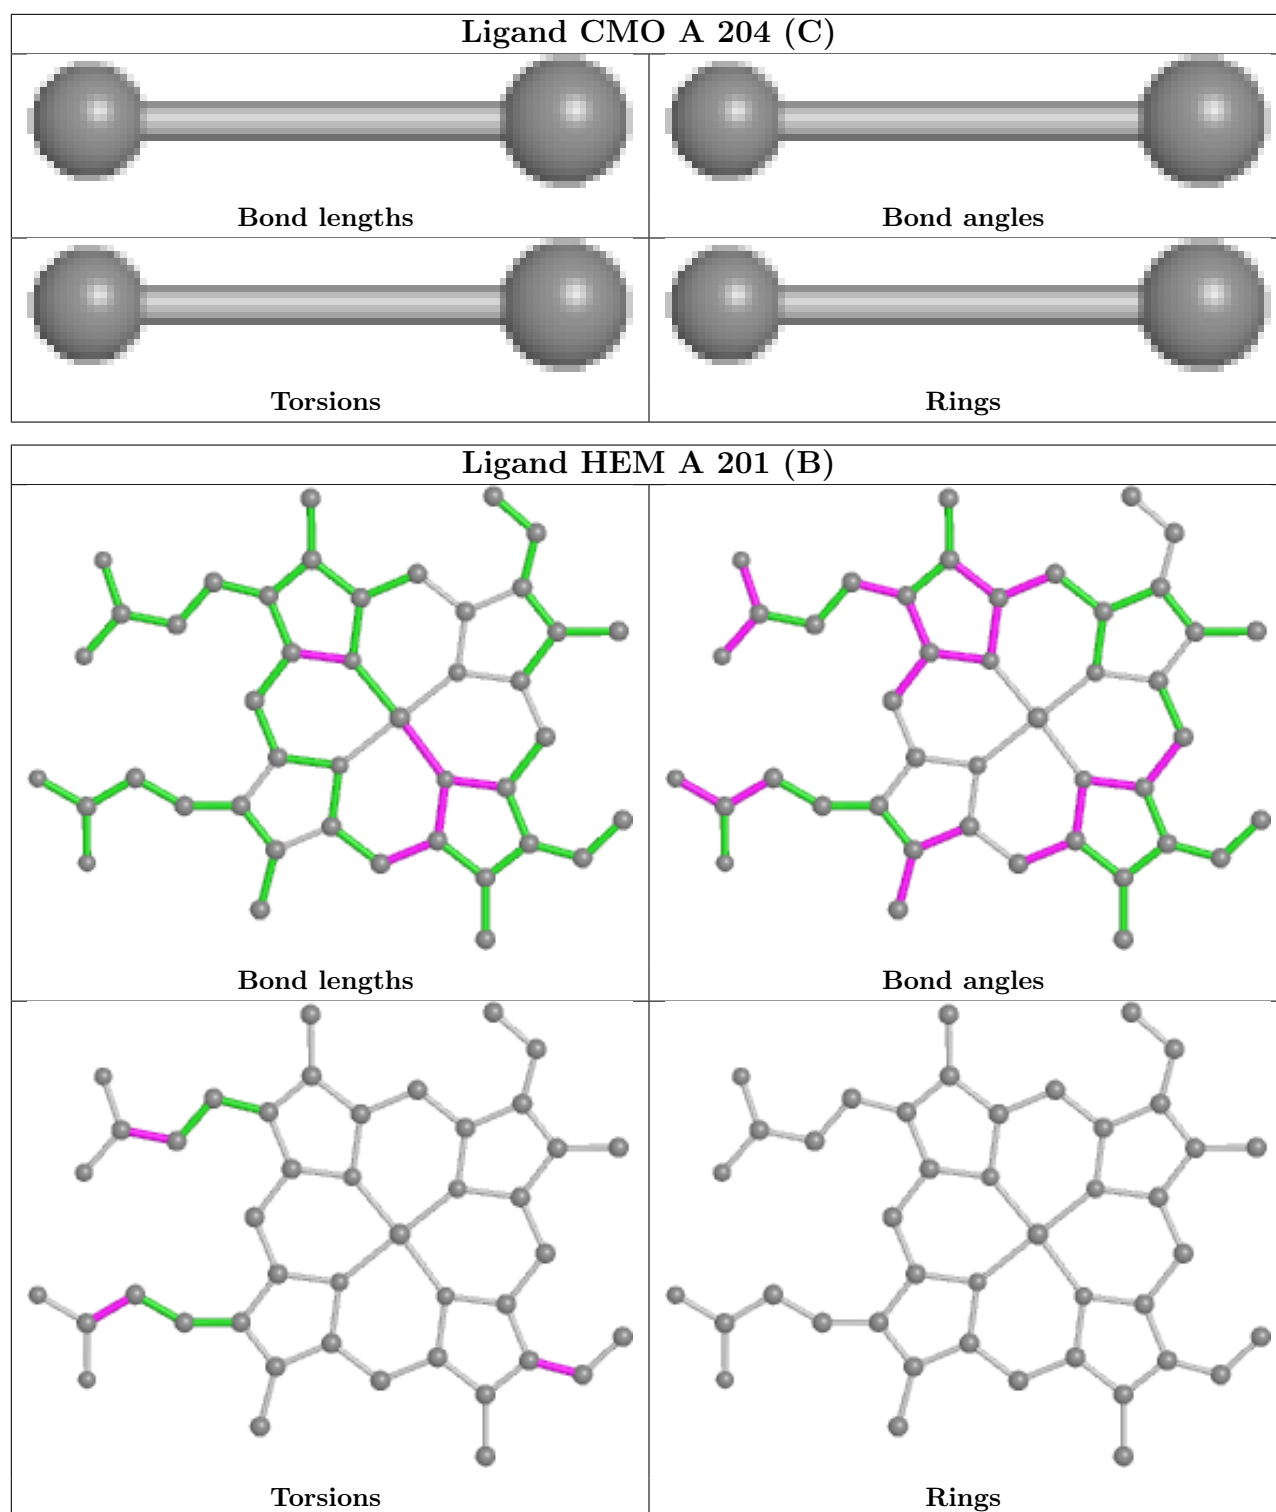 Ligand CMO A 204 (C)
Bond lengths
Bond angles
Torsions
Rings
Ligand HEM A 201 (B)
Bond lengths
Bond angles
Torsions
Rings